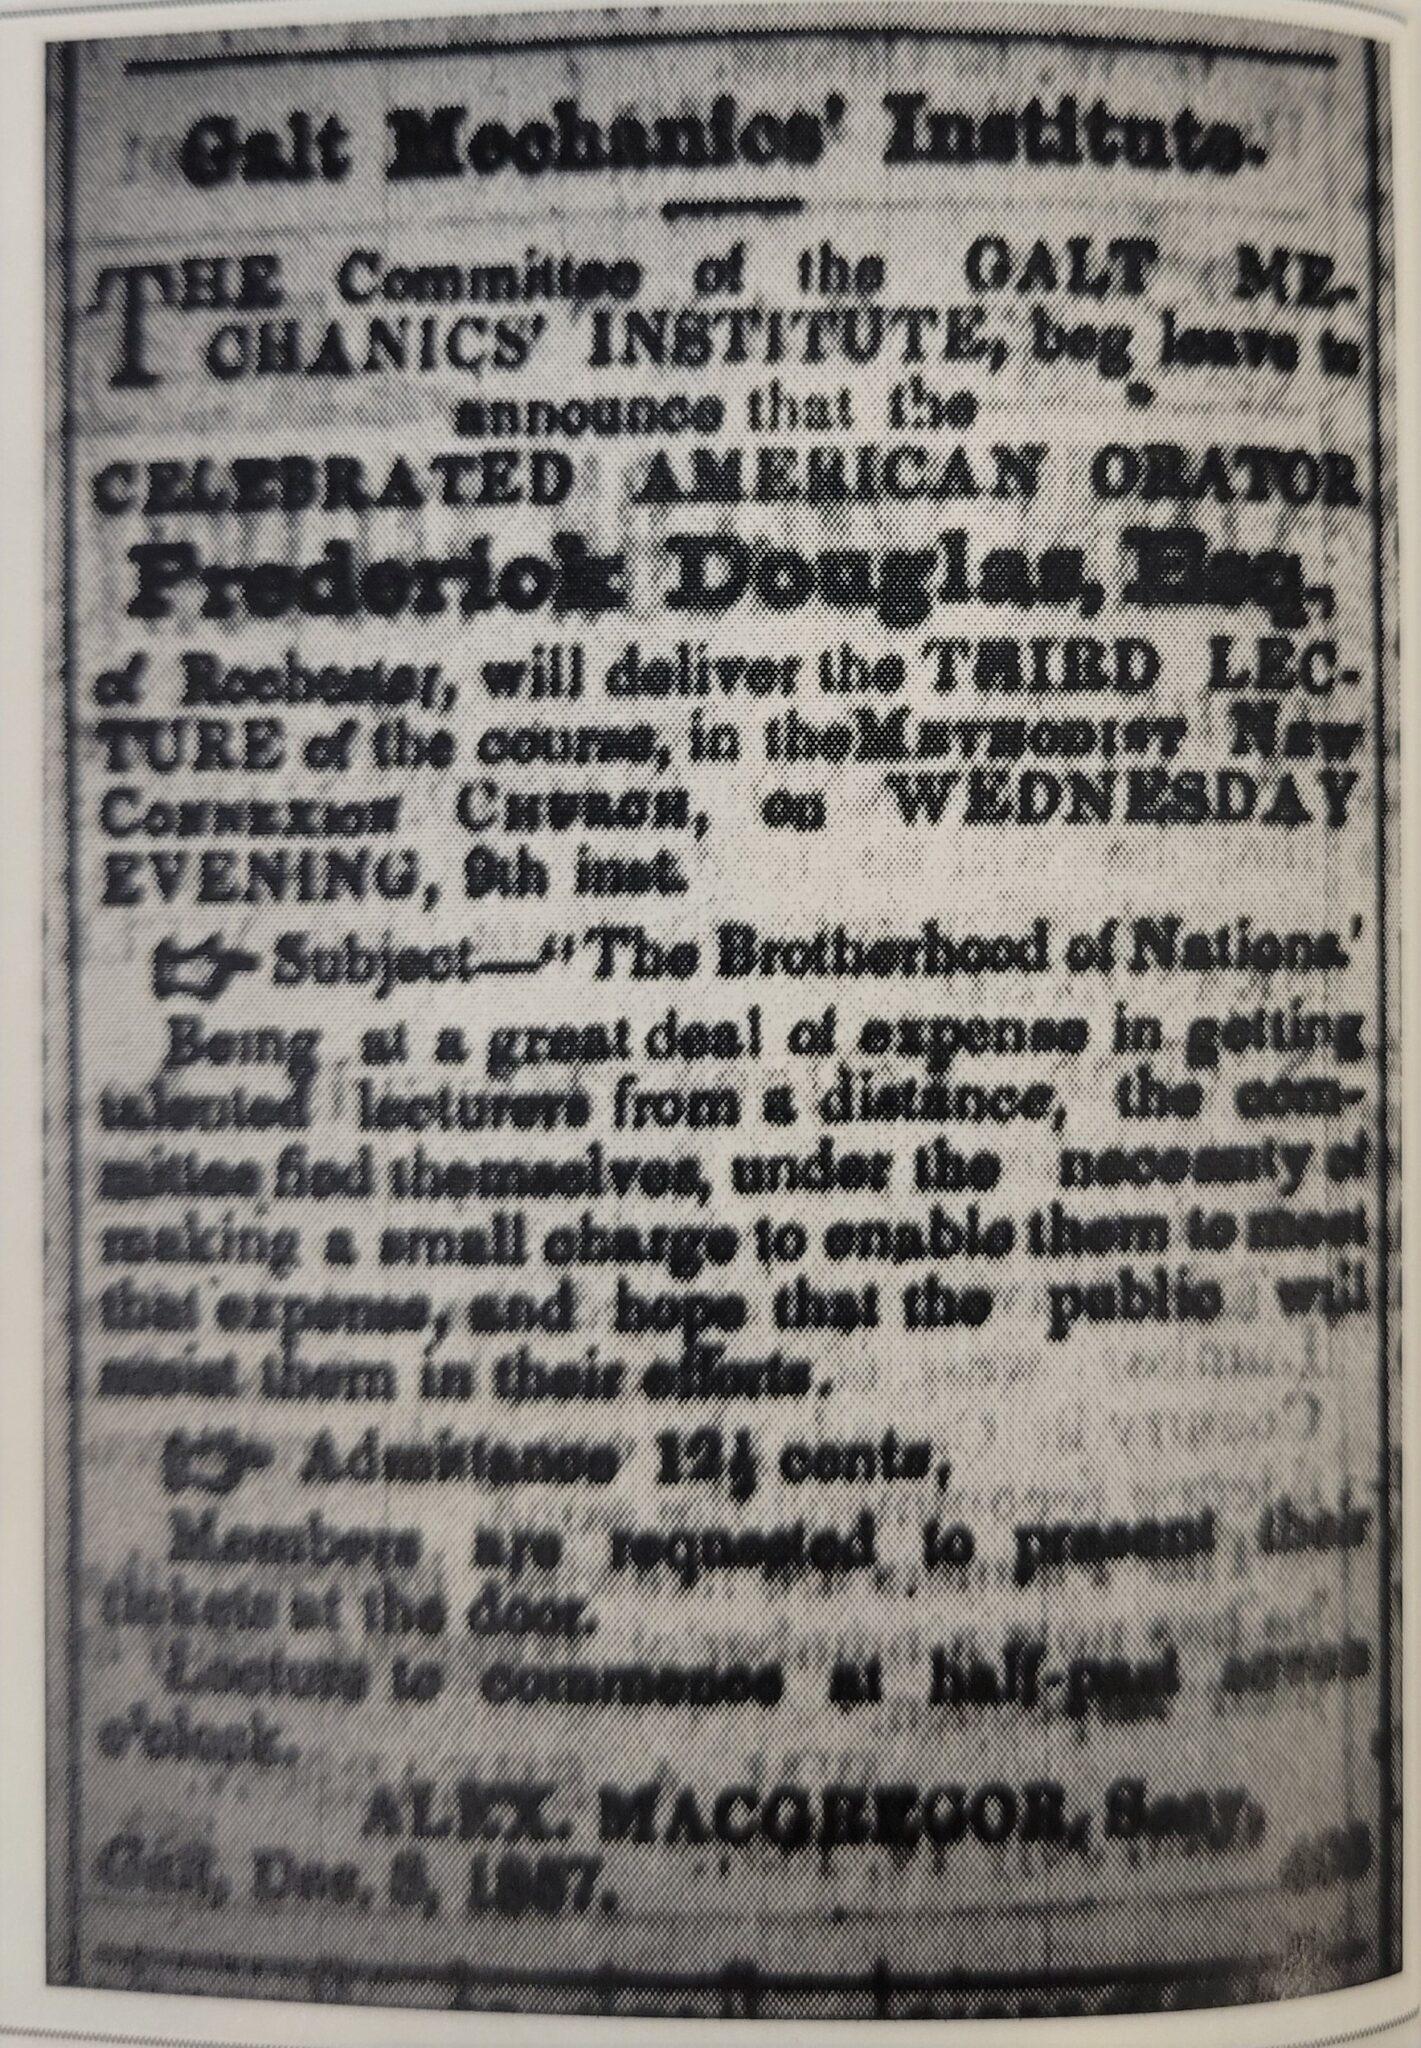 Galt Mechanics' Institute.
THE Committee of the GALT ME-
CHANICS' INSTITUTE, beg leave to
announce that the
CELEBRATED AMERICAN ORATOR
Frederick Douglas, Esq.,
of Rochester, will deliver the THIRD LEC-
TURE of the course, in the METHODIST NEW
CONNEXION CHURCH, on WEDNESDAY
EVENING, 9th inst.
☞ Subject—"The Brotherhood of Nations'
Being at a great deal of expense in getting
talented lecturers from a distance, the com-
mittee find themselves, under the necessity of
making a small charge to enable them to meet
that expense, and hope that the public will
assist them in their efforts.
☞ Admittance 12½ cents,
Members are requested to present their
tickets at the door.
Lecture to commence at half-past seven
o'clock.
ALEX. MACGREGOR, Secy,
Galt, Dec. 1857.